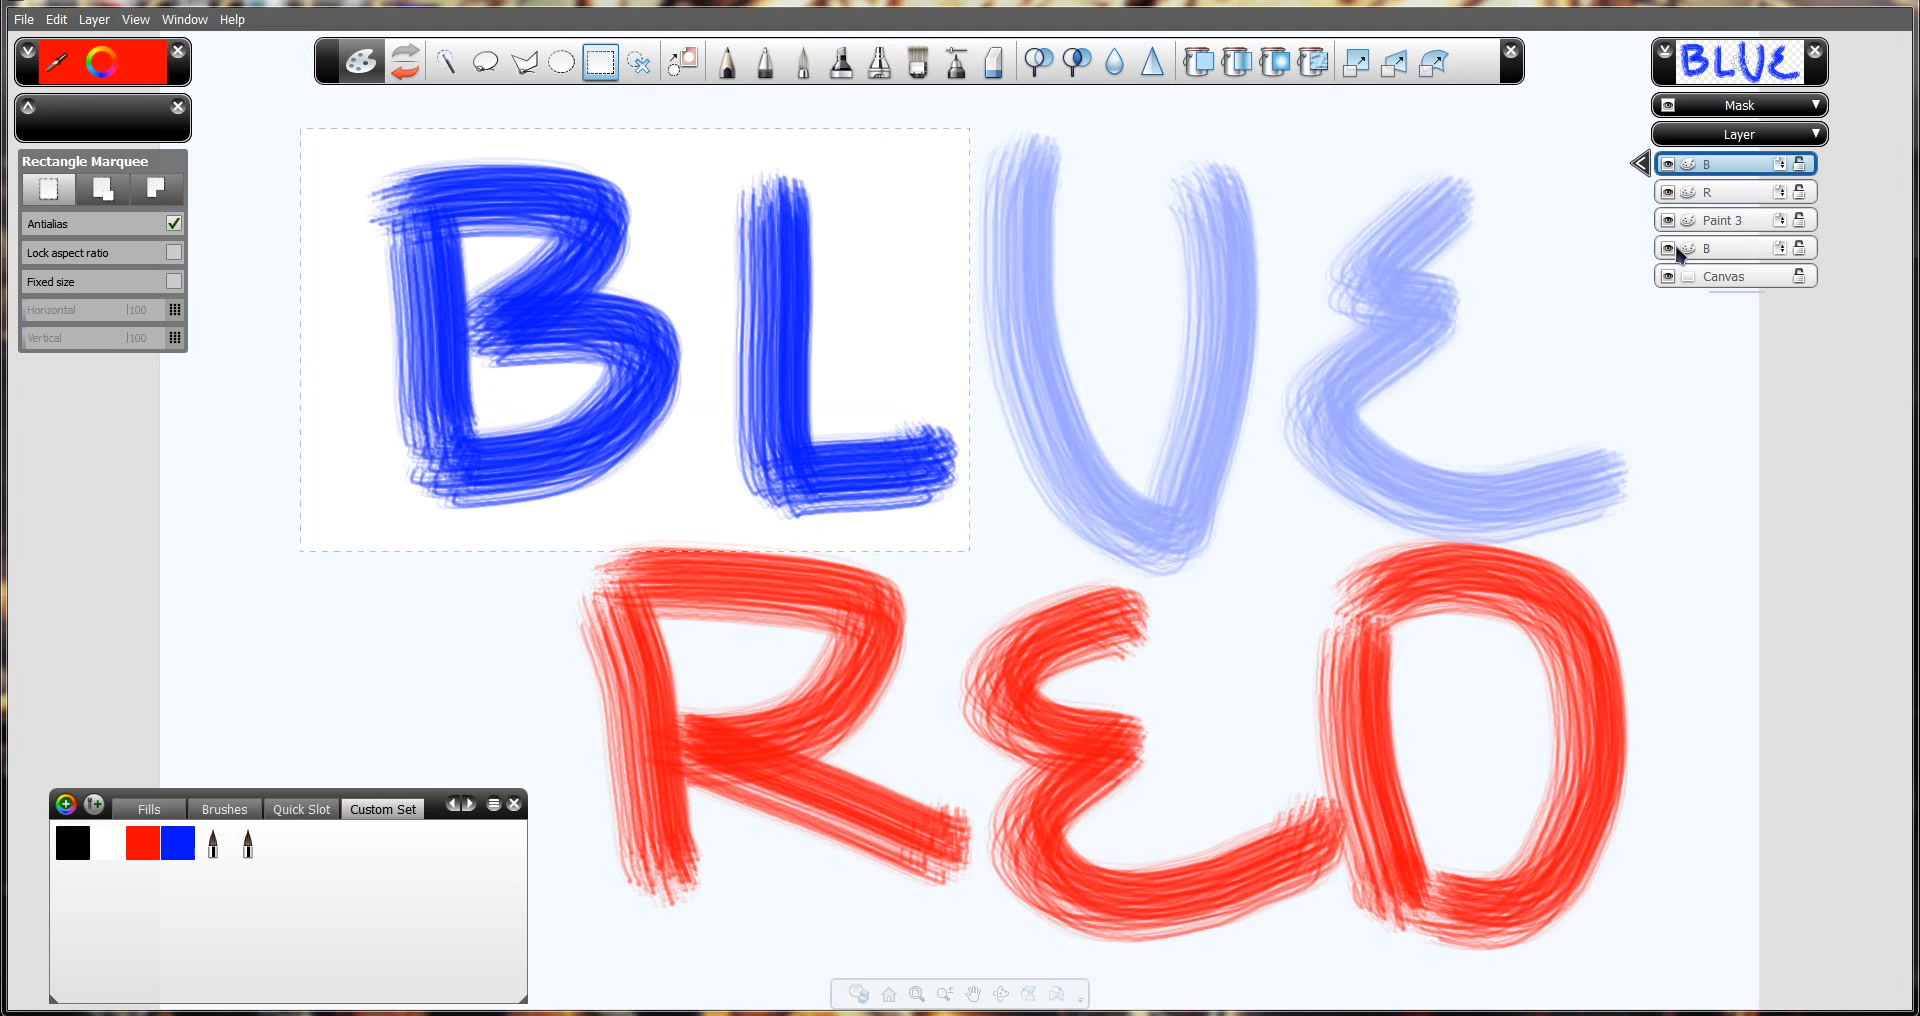 File Edit Layer View Window Help
BLUE
Mask
Layer
B
R
Paint 3
B
Canvas
Rectangle Marquee
Antialias
Lock aspect ratio
Fixed size
Horizontal 100
Vertical 100
BLUE
RED
Fills Brushes Quick Slot Custom Set